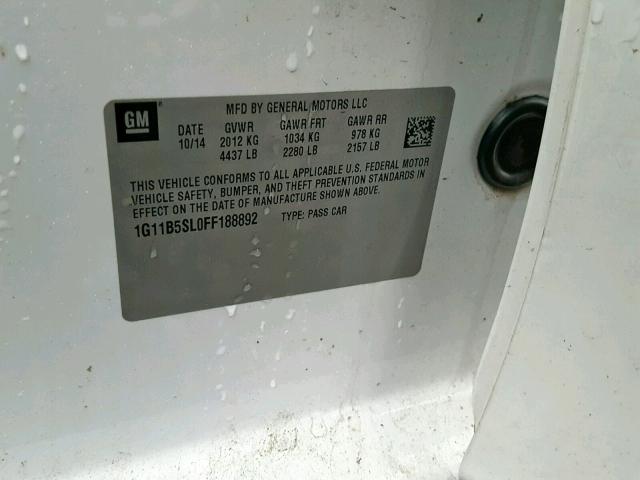 GM
MFD BY GENERAL MOTORS LLC
DATE GVWR GAWR FRT GAWR RR
10/14 2012 KG 1034 KG 978 KG
4437 LB 2280 LB 2157 LB
THIS VEHICLE CONFORMS TO ALL APPLICABLE U.S. FEDERAL MOTOR
VEHICLE SAFETY, BUMPER, AND THEFT PREVENTION STANDARDS IN
EFFECT ON THE DATE OF MANUFACTURE SHOWN ABOVE.
1G11B5SL0FF188892 TYPE: PASS CAR